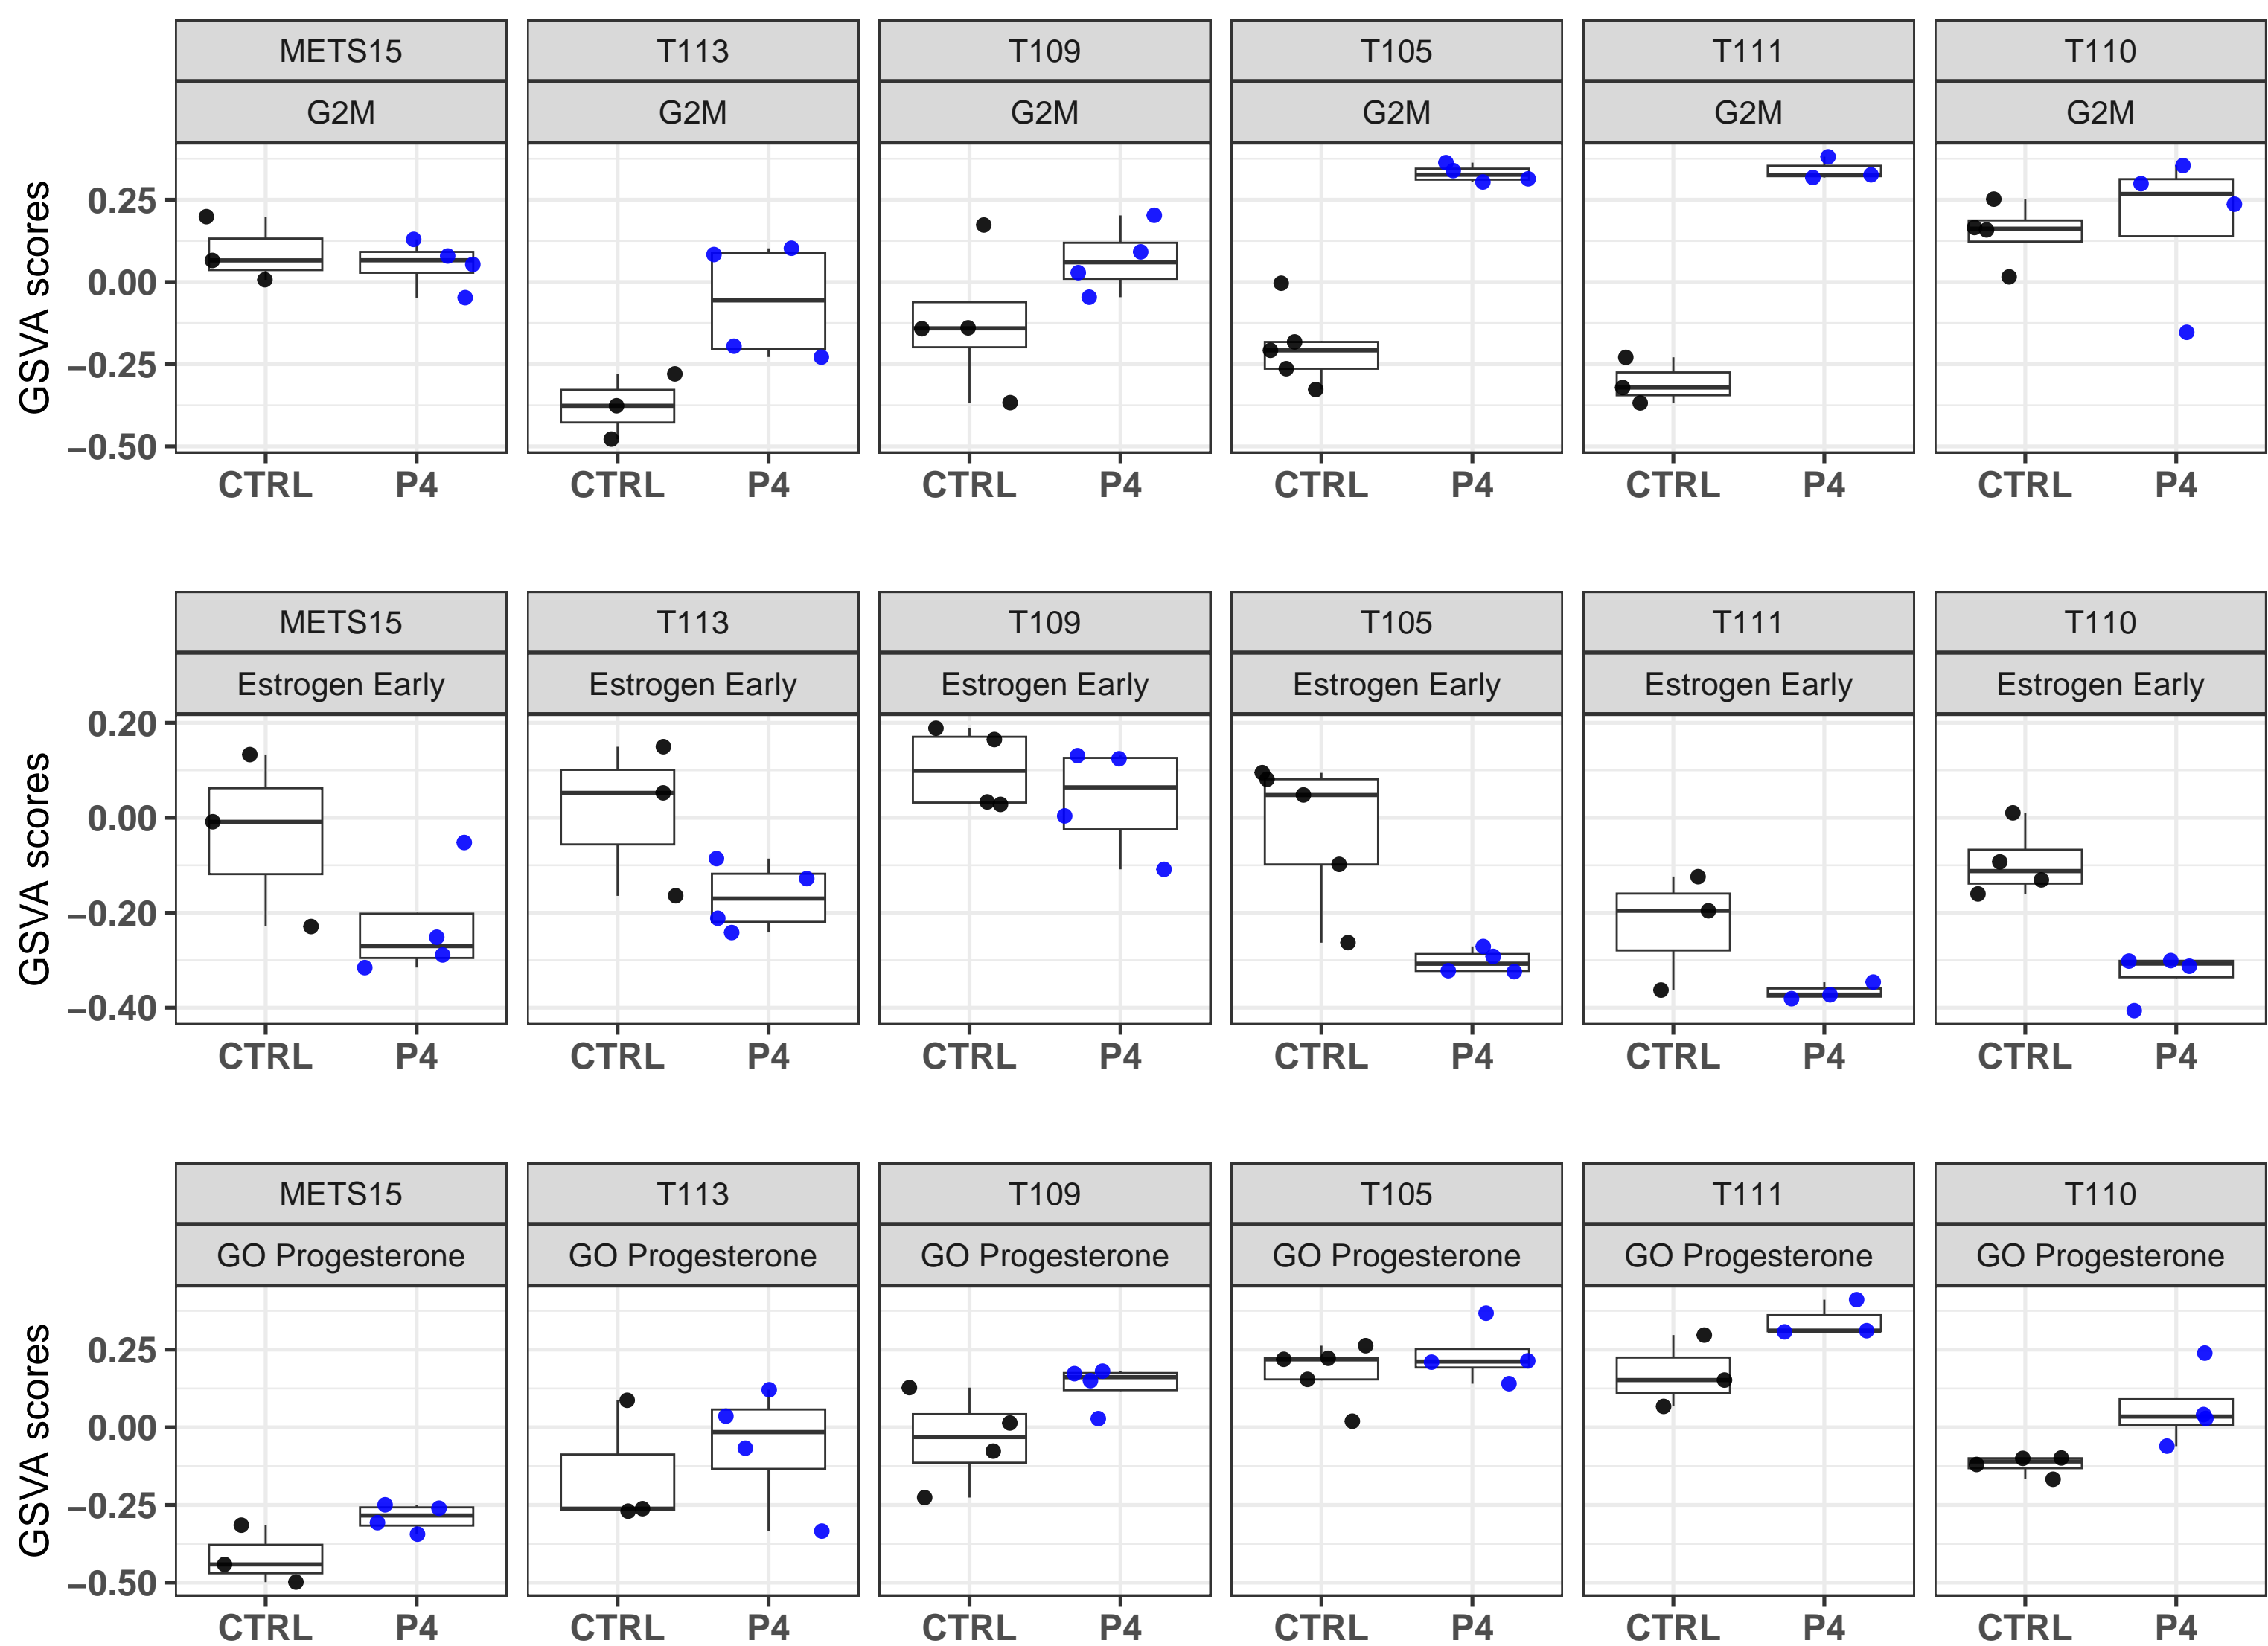 METS15 T113 T109 T105 T111 T110
G2M G2M G2M G2M G2M G2M
GSVA scores
0.25
0.00
−0.25
−0.50
CTRL P4 CTRL P4 CTRL P4 CTRL P4 CTRL P4 CTRL P4
METS15 T113 T109 T105 T111 T110
Estrogen Early Estrogen Early Estrogen Early Estrogen Early Estrogen Early Estrogen Early
GSVA scores
0.20
0.00
−0.20
−0.40
CTRL P4 CTRL P4 CTRL P4 CTRL P4 CTRL P4 CTRL P4
METS15 T113 T109 T105 T111 T110
GO Progesterone GO Progesterone GO Progesterone GO Progesterone GO Progesterone GO Progesterone
GSVA scores
0.25
0.00
−0.25
−0.50
CTRL P4 CTRL P4 CTRL P4 CTRL P4 CTRL P4 CTRL P4